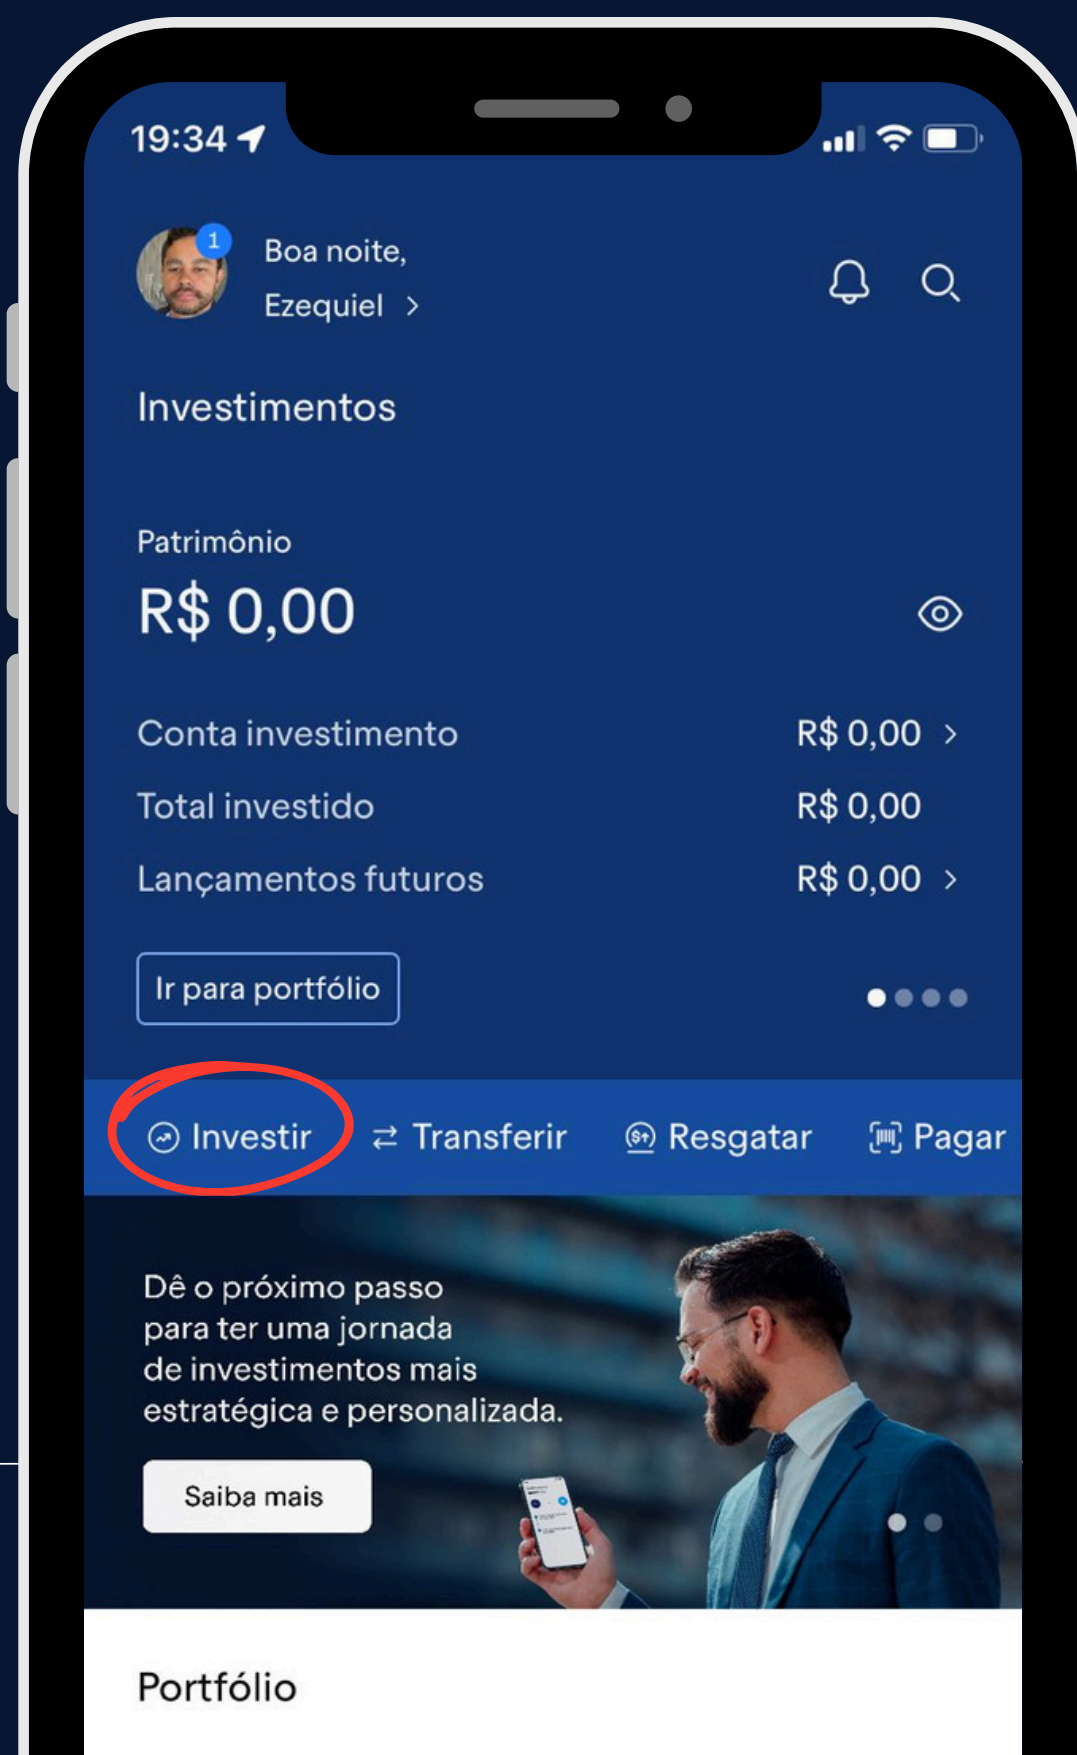 19:34
1
Boa noite,
Ezequiel
Investimentos
Patrimônio
R$ 0,00
Conta investimento R$ 0,00
Total investido R$ 0,00
Lançamentos futuros R$ 0,00
Ir para portfólio
Investir Transferir Resgatar Pagar
Dê o próximo passo
para ter uma jornada
de investimentos mais
estratégica e personalizada.
Saiba mais
Portfólio